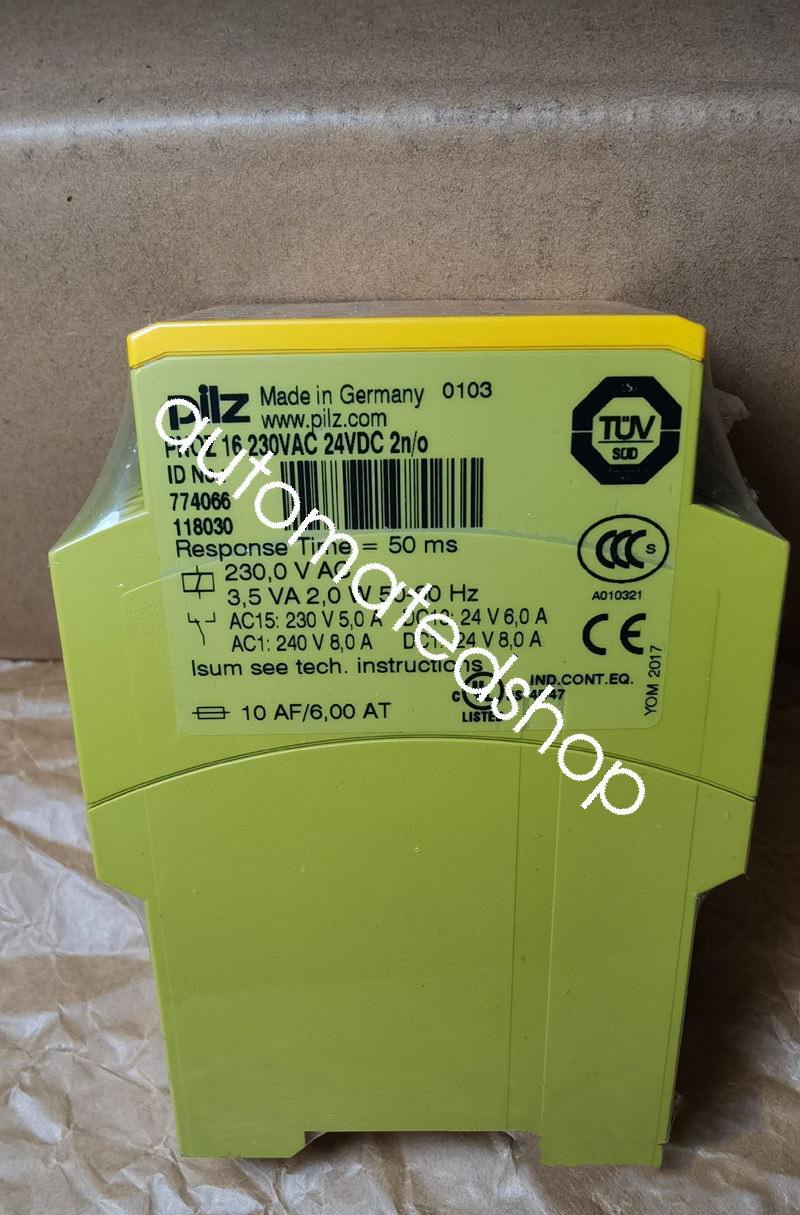 pilz Made in Germany 0103
www.pilz.com
PNOZ 16 230VAC 24VDC 2n/o
ID No
774066
118030
Response Time = 50 ms
230,0 V AC
3,5 VA 2,0 W 50-60 Hz
AC15: 230 V 5,0 A 24 V 6,0 A
AC1: 240 V 8,0 A DC1: 24 V 8,0 A
Isum see tech. instructions
10 AF/6,00 AT
TÜV
SÜD
CCC S
A010321
CE
YOM 2017
C UL US IND.CONT.EQ.
LISTED
automatedshop